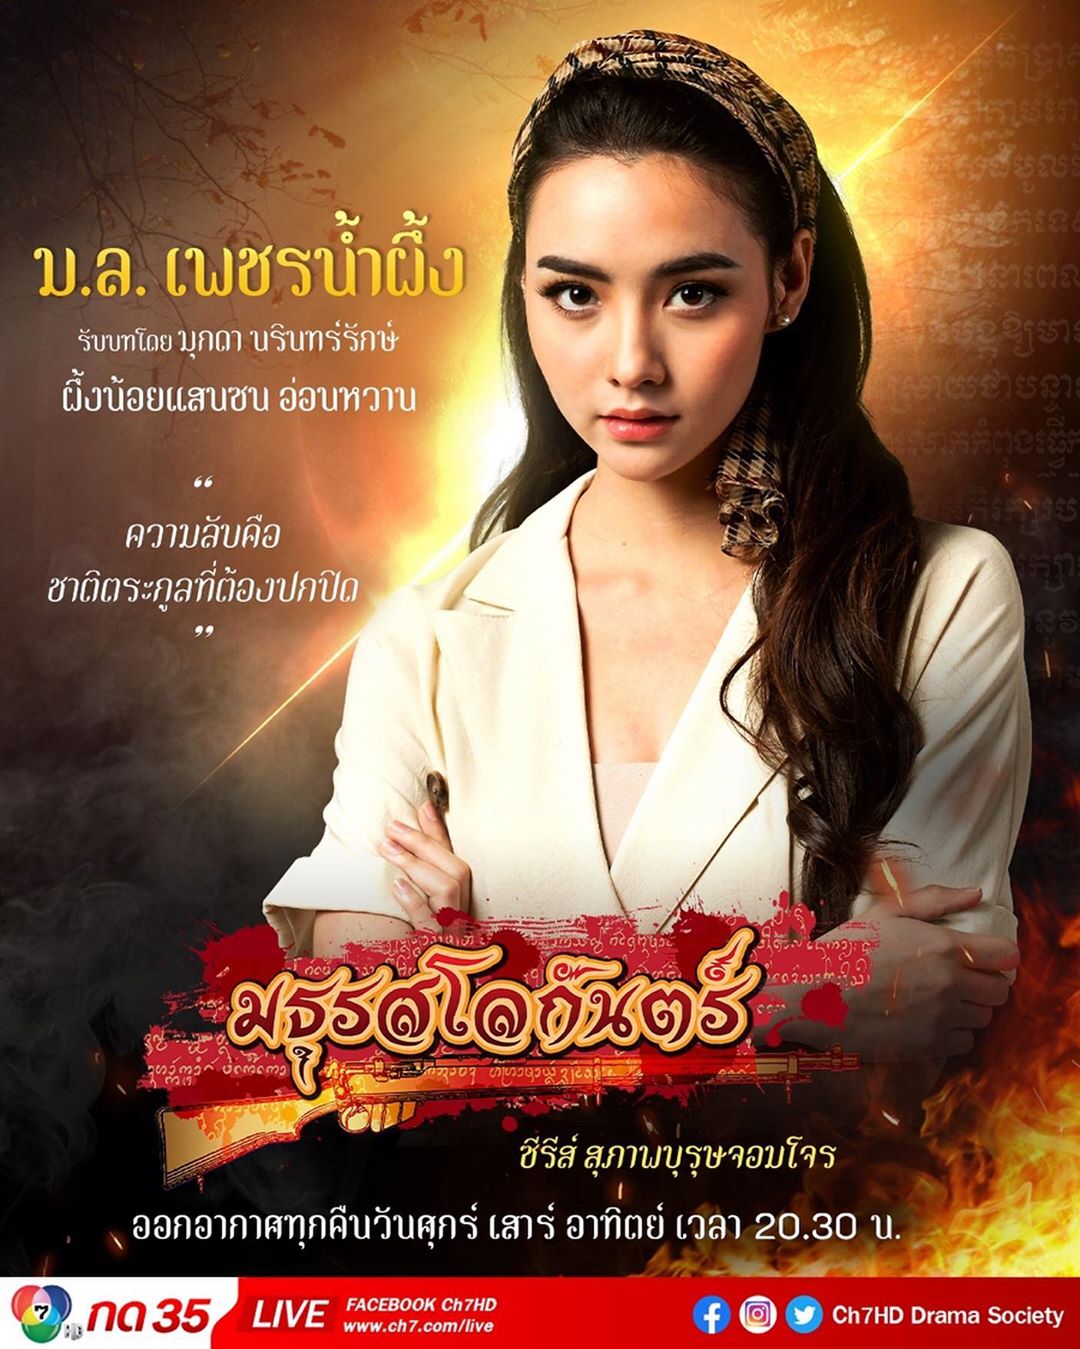 ม.ล. เพชรน้ำผึ้ง
รับบทโดย มุกดา นรินทร์รักษ์
ผึ้งน้อยแสนซน อ่อนหวาน
“
ความลับคือ
ชาติตระกูลที่ต้องปกปิด
”
มธุรสโลกันตร์
ซีรีส์ สุภาพบุรุษจอมโจร
ออกอากาศทุกคืนวันศุกร์ เสาร์ อาทิตย์ เวลา 20.30 น.
7 HD กด 35 LIVE FACEBOOK Ch7HD
www.ch7.com/live
Ch7HD Drama Society